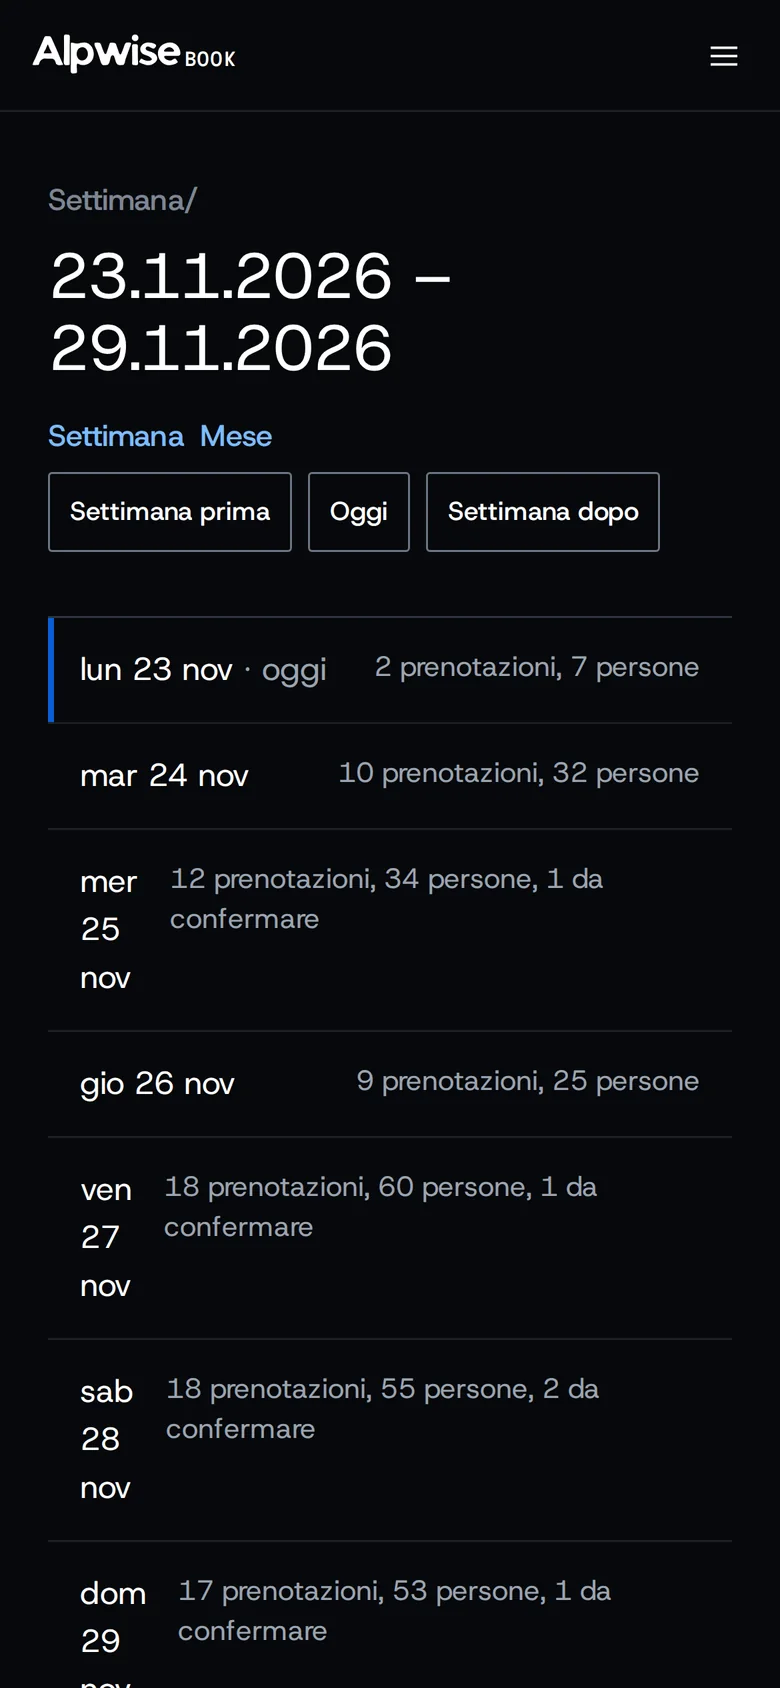 Alpwise BOOK
Settimana/
23.11.2026 –
29.11.2026
Settimana Mese
Settimana prima Oggi Settimana dopo
lun 23 nov · oggi 2 prenotazioni, 7 persone
mar 24 nov 10 prenotazioni, 32 persone
mer 25 nov
12 prenotazioni, 34 persone, 1 da
confermare
gio 26 nov 9 prenotazioni, 25 persone
ven 27 nov
18 prenotazioni, 60 persone, 1 da
confermare
sab 28 nov
18 prenotazioni, 55 persone, 2 da
confermare
dom 29 nov
17 prenotazioni, 53 persone, 1 da
confermare